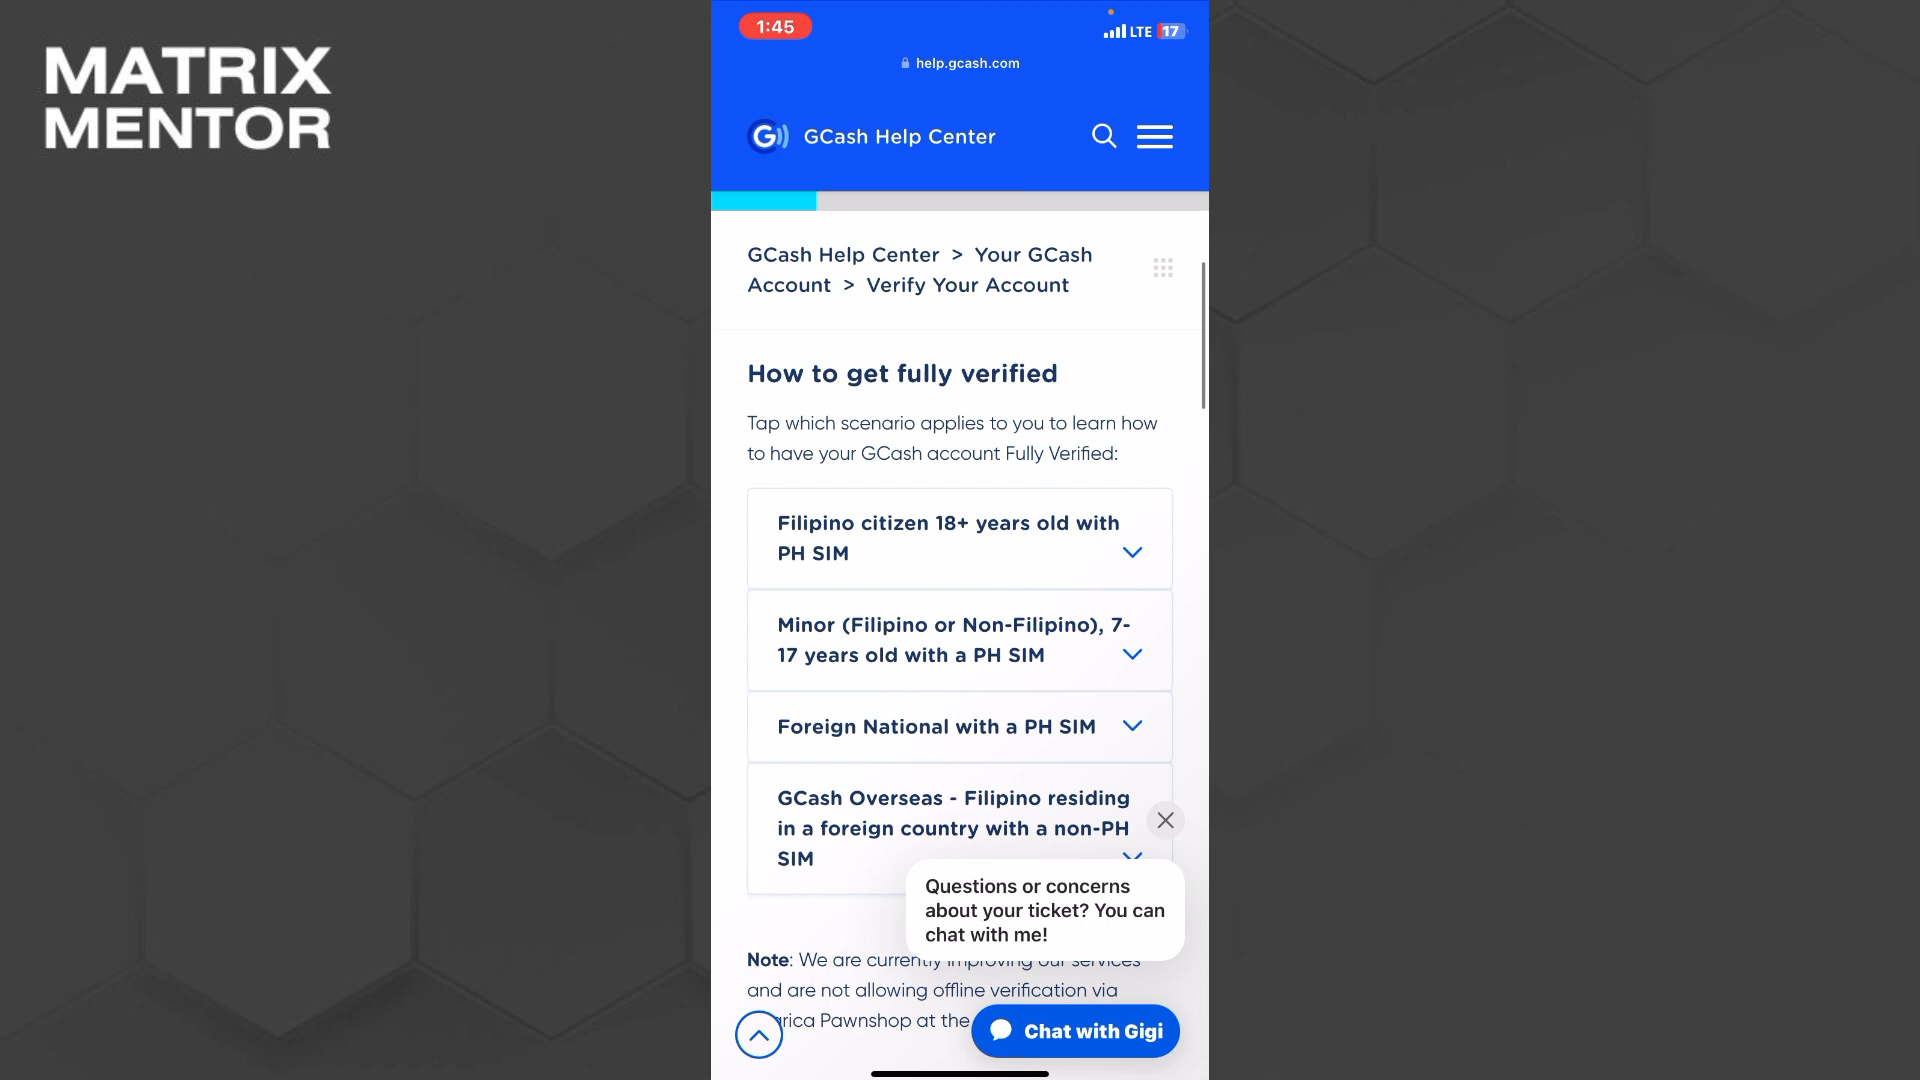 MATRIX
MENTOR
1:45
LTE 17
help.gcash.com
G GCash Help Center
GCash Help Center > Your GCash
Account > Verify Your Account
How to get fully verified
Tap which scenario applies to you to learn how
to have your GCash account Fully Verified:
Filipino citizen 18+ years old with
PH SIM
Minor (Filipino or Non-Filipino), 7-
17 years old with a PH SIM
Foreign National with a PH SIM
GCash Overseas - Filipino residing
in a foreign country with a non-PH
SIM
Questions or concerns
about your ticket? You can
chat with me!
Note: We are currently improving our services
and are not allowing offline verification via
Pawnshop at the
Chat with Gigi